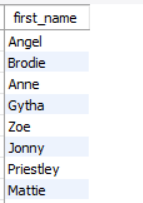 first_name
Angel
Brodie
Anne
Gytha
Zoe
Jonny
Priestley
Mattie